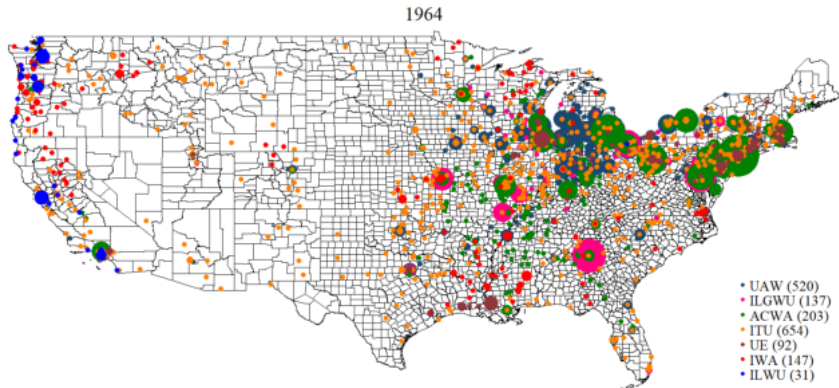 1964
UAW (520)
ILGWU (137)
ACWA (203)
ITU (654)
UE (92)
IWA (147)
ILWU (31)